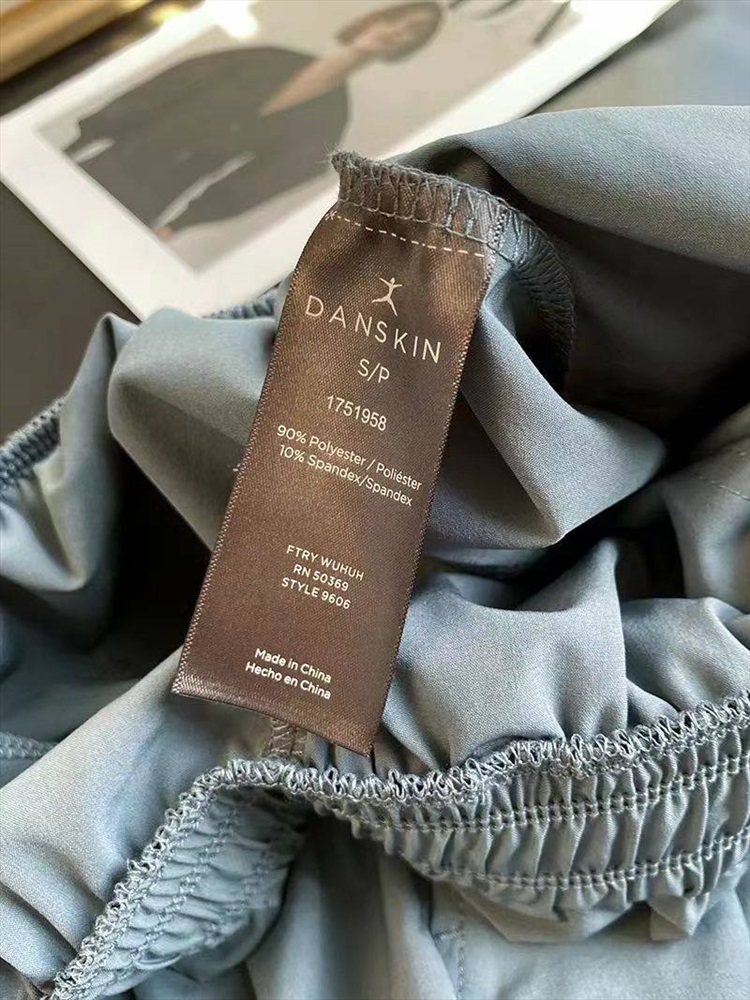 DANSKIN
S/P
1751958
90% Polyester / Poliéster
10% Spandex/Spandex
FTRY WUHUH
RN 50369
STYLE 9606
Made in China
Hecho en China